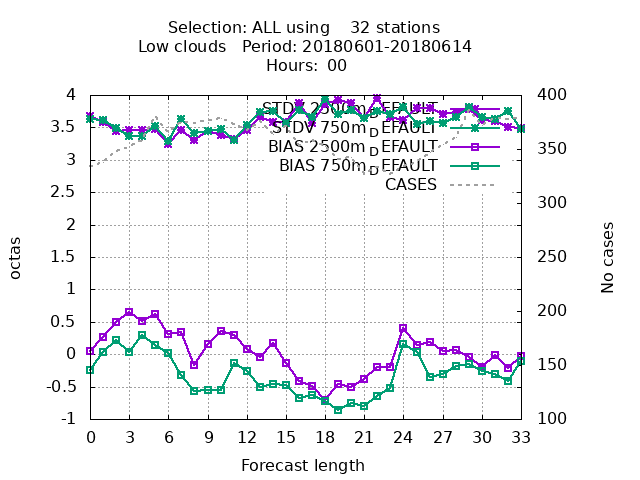 Selection: ALL using    32 stations
Low clouds   Period: 20180601-20180614
Hours:  00
STDV 2500m_DEFAULT
STDV 750m_DEFAULT
BIAS 2500m_DEFAULT
BIAS 750m_DEFAULT
CASES
octas
4
3.5
3
2.5
2
1.5
1
0.5
0
-0.5
-1
400
350
300
250
200
150
100
No cases
0 3 6 9 12 15 18 21 24 27 30 33
Forecast length